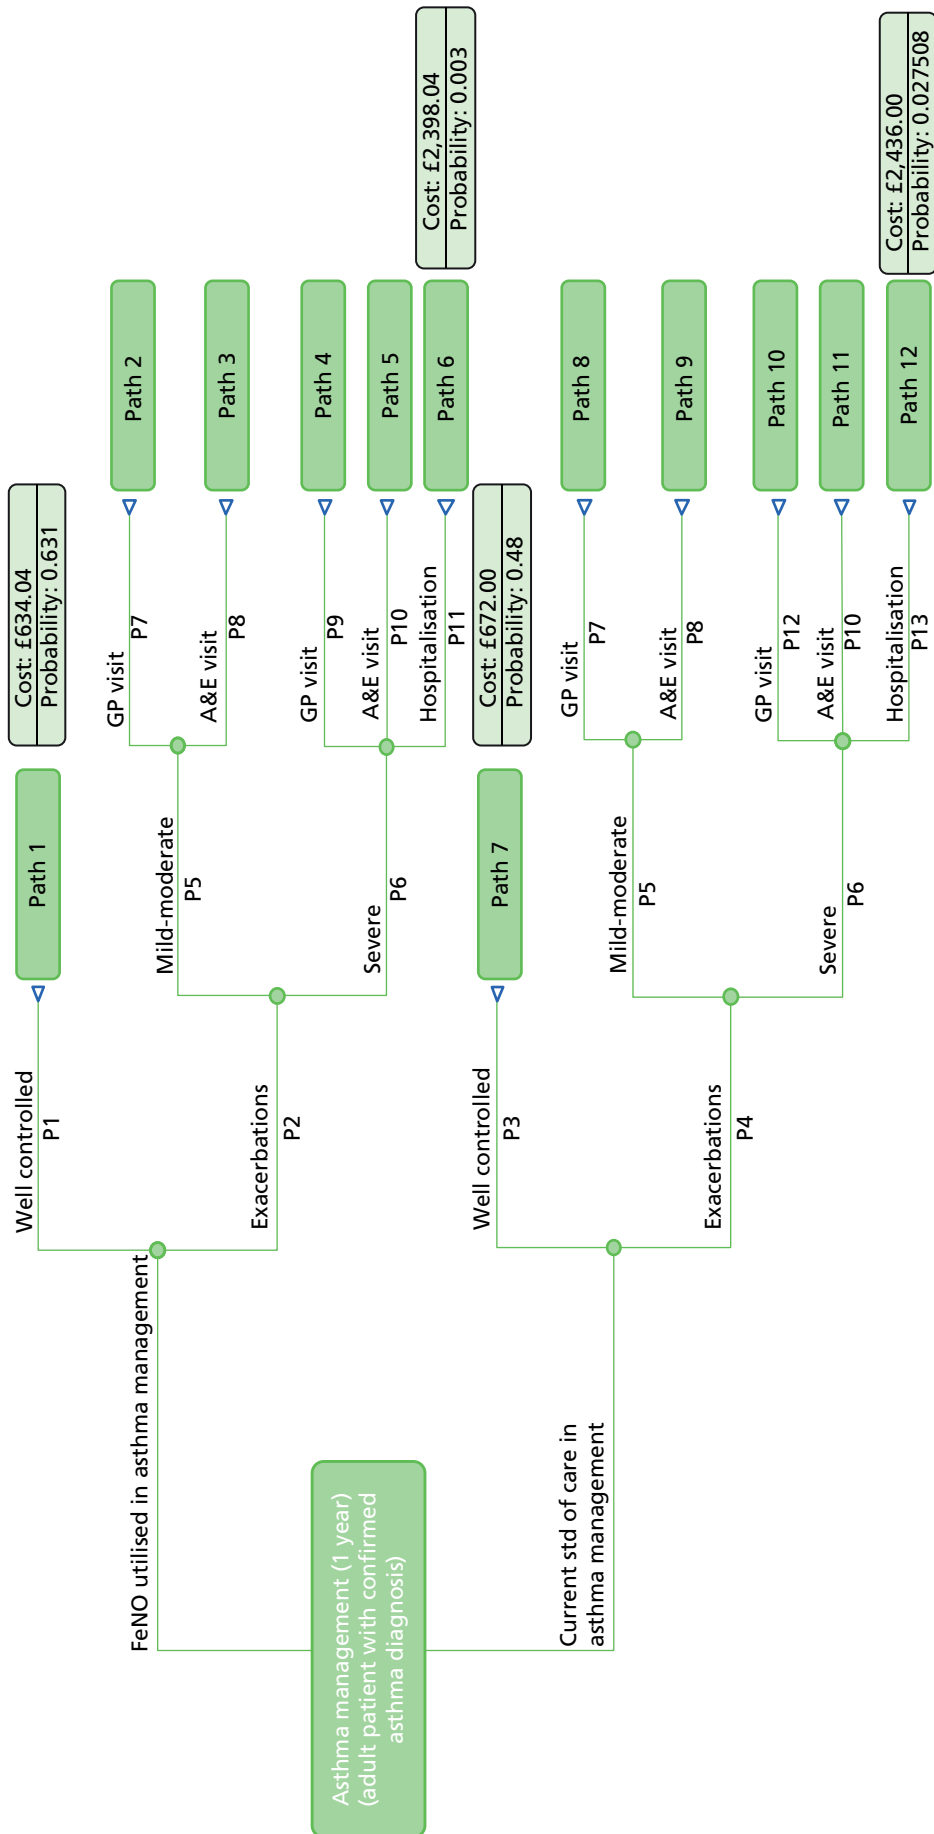 Asthma management (1 year)
(adult patient with confirmed
asthma diagnosis)
FeNO utilised in asthma management
Well controlled
P1
Path 1
Cost: £634.04
Probability: 0.631
Exacerbations
P2
Mild-moderate
P5
GP visit
P7
Path 2
A&E visit
P8
Path 3
Severe
P6
GP visit
P9
Path 4
A&E visit
P10
Path 5
Hospitalisation
P11
Path 6
Cost: £2,398.04
Probability: 0.003
Current std of care in
asthma management
Well controlled
P3
Path 7
Cost: £672.00
Probability: 0.48
Exacerbations
P4
Mild-moderate
P5
GP visit
P7
Path 8
A&E visit
P8
Path 9
Severe
P6
GP visit
P12
Path 10
A&E visit
P10
Path 11
Hospitalisation
P13
Path 12
Cost: £2,436.00
Probability: 0.027508